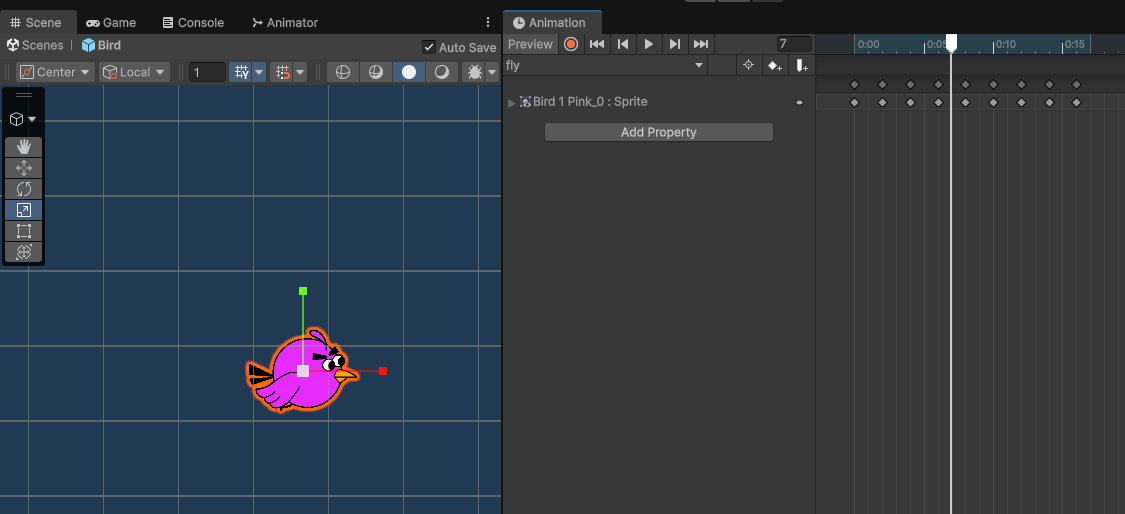 Scene Game Console Animator
Scenes Bird Auto Save
Center Local 1
Animation
Preview 7 0:00 0:05 0:10 0:15
fly
Bird 1 Pink_0 : Sprite
Add Property